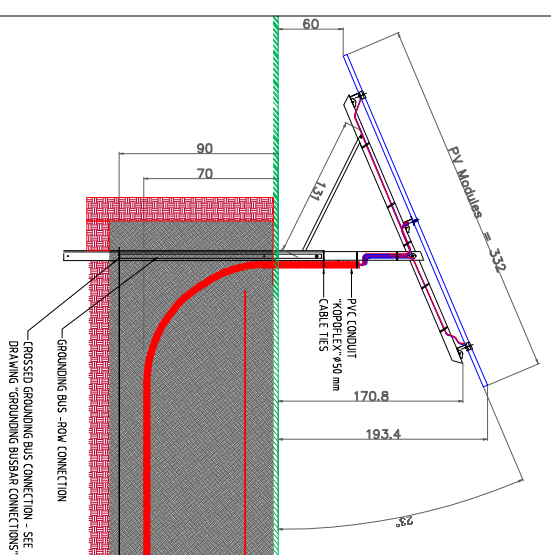 60
PV Modules = 332
90
70
131
PVC CONDUIT
"KOPOFLEX" ø50 mm
CABLE TIES
170.8
193.4
23°
GROUNDING BUS -ROW CONNECTION
CROSSED GROUNDING BUS CONNECTION - SEE
DRAWING "GROUNDING BUSBAR CONNECTIONS"